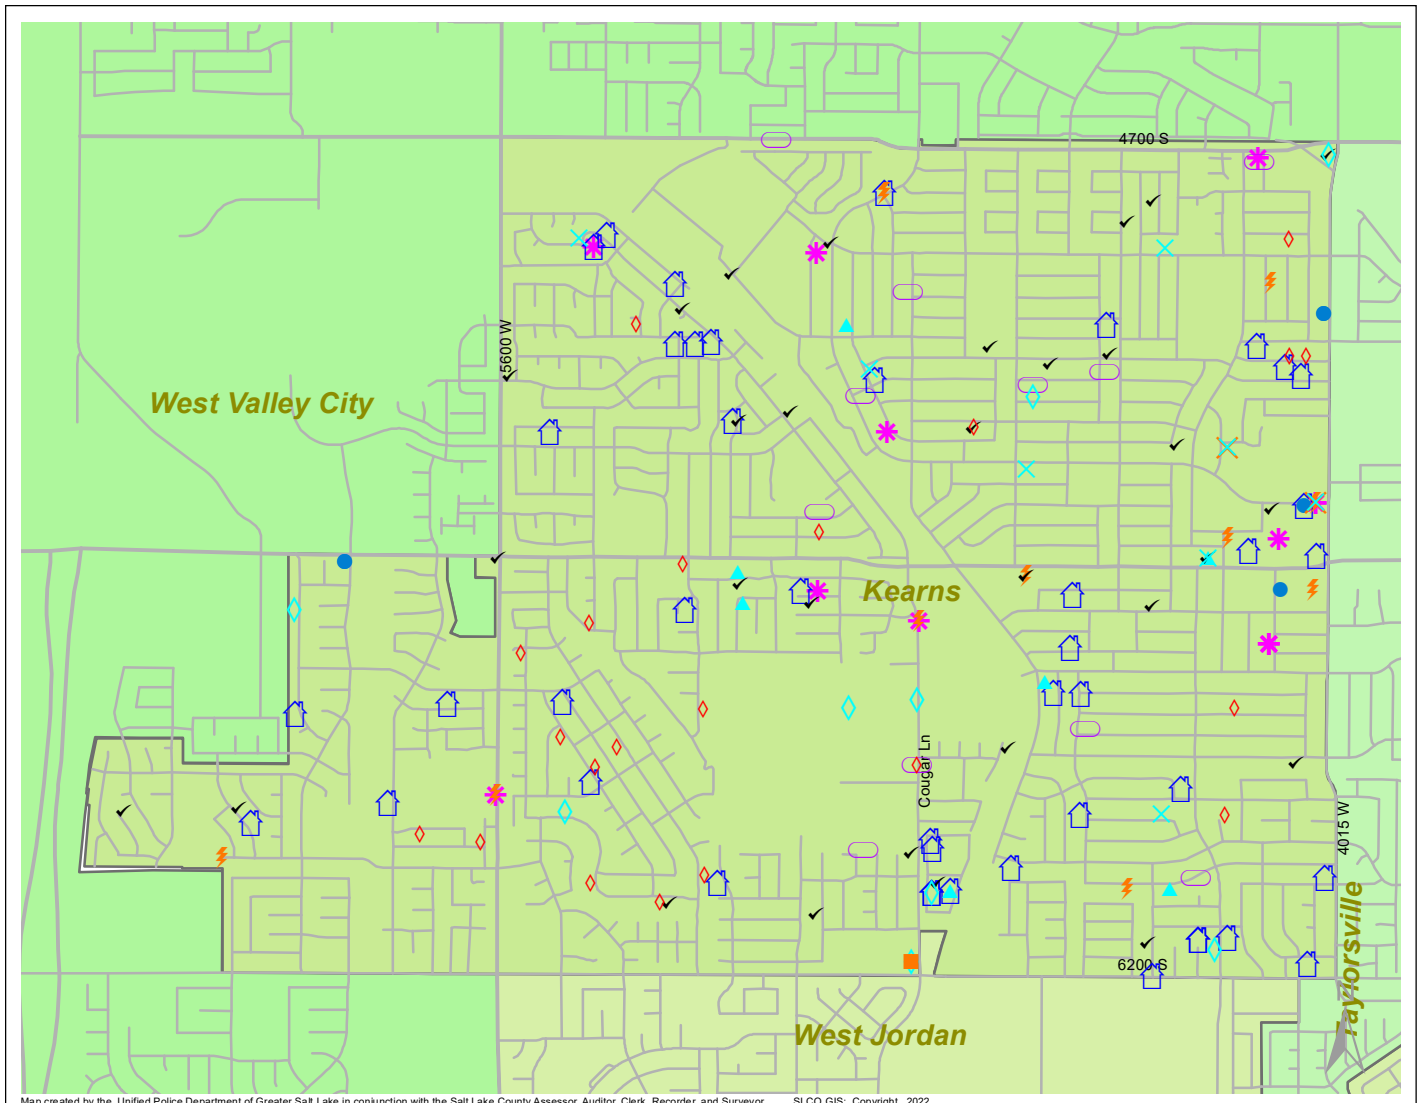 4700 S
5600 W
West Valley City
Kearns
Cougar Ln
4015 W
Taylorsville
6200 S
West Jordan
Map created by the Unified Police Department of Greater Salt Lake in conjunction with the Salt Lake County Assessor, Auditor, Clerk, Recorder, and Surveyor. SLCO GIS: Copyright, 2022